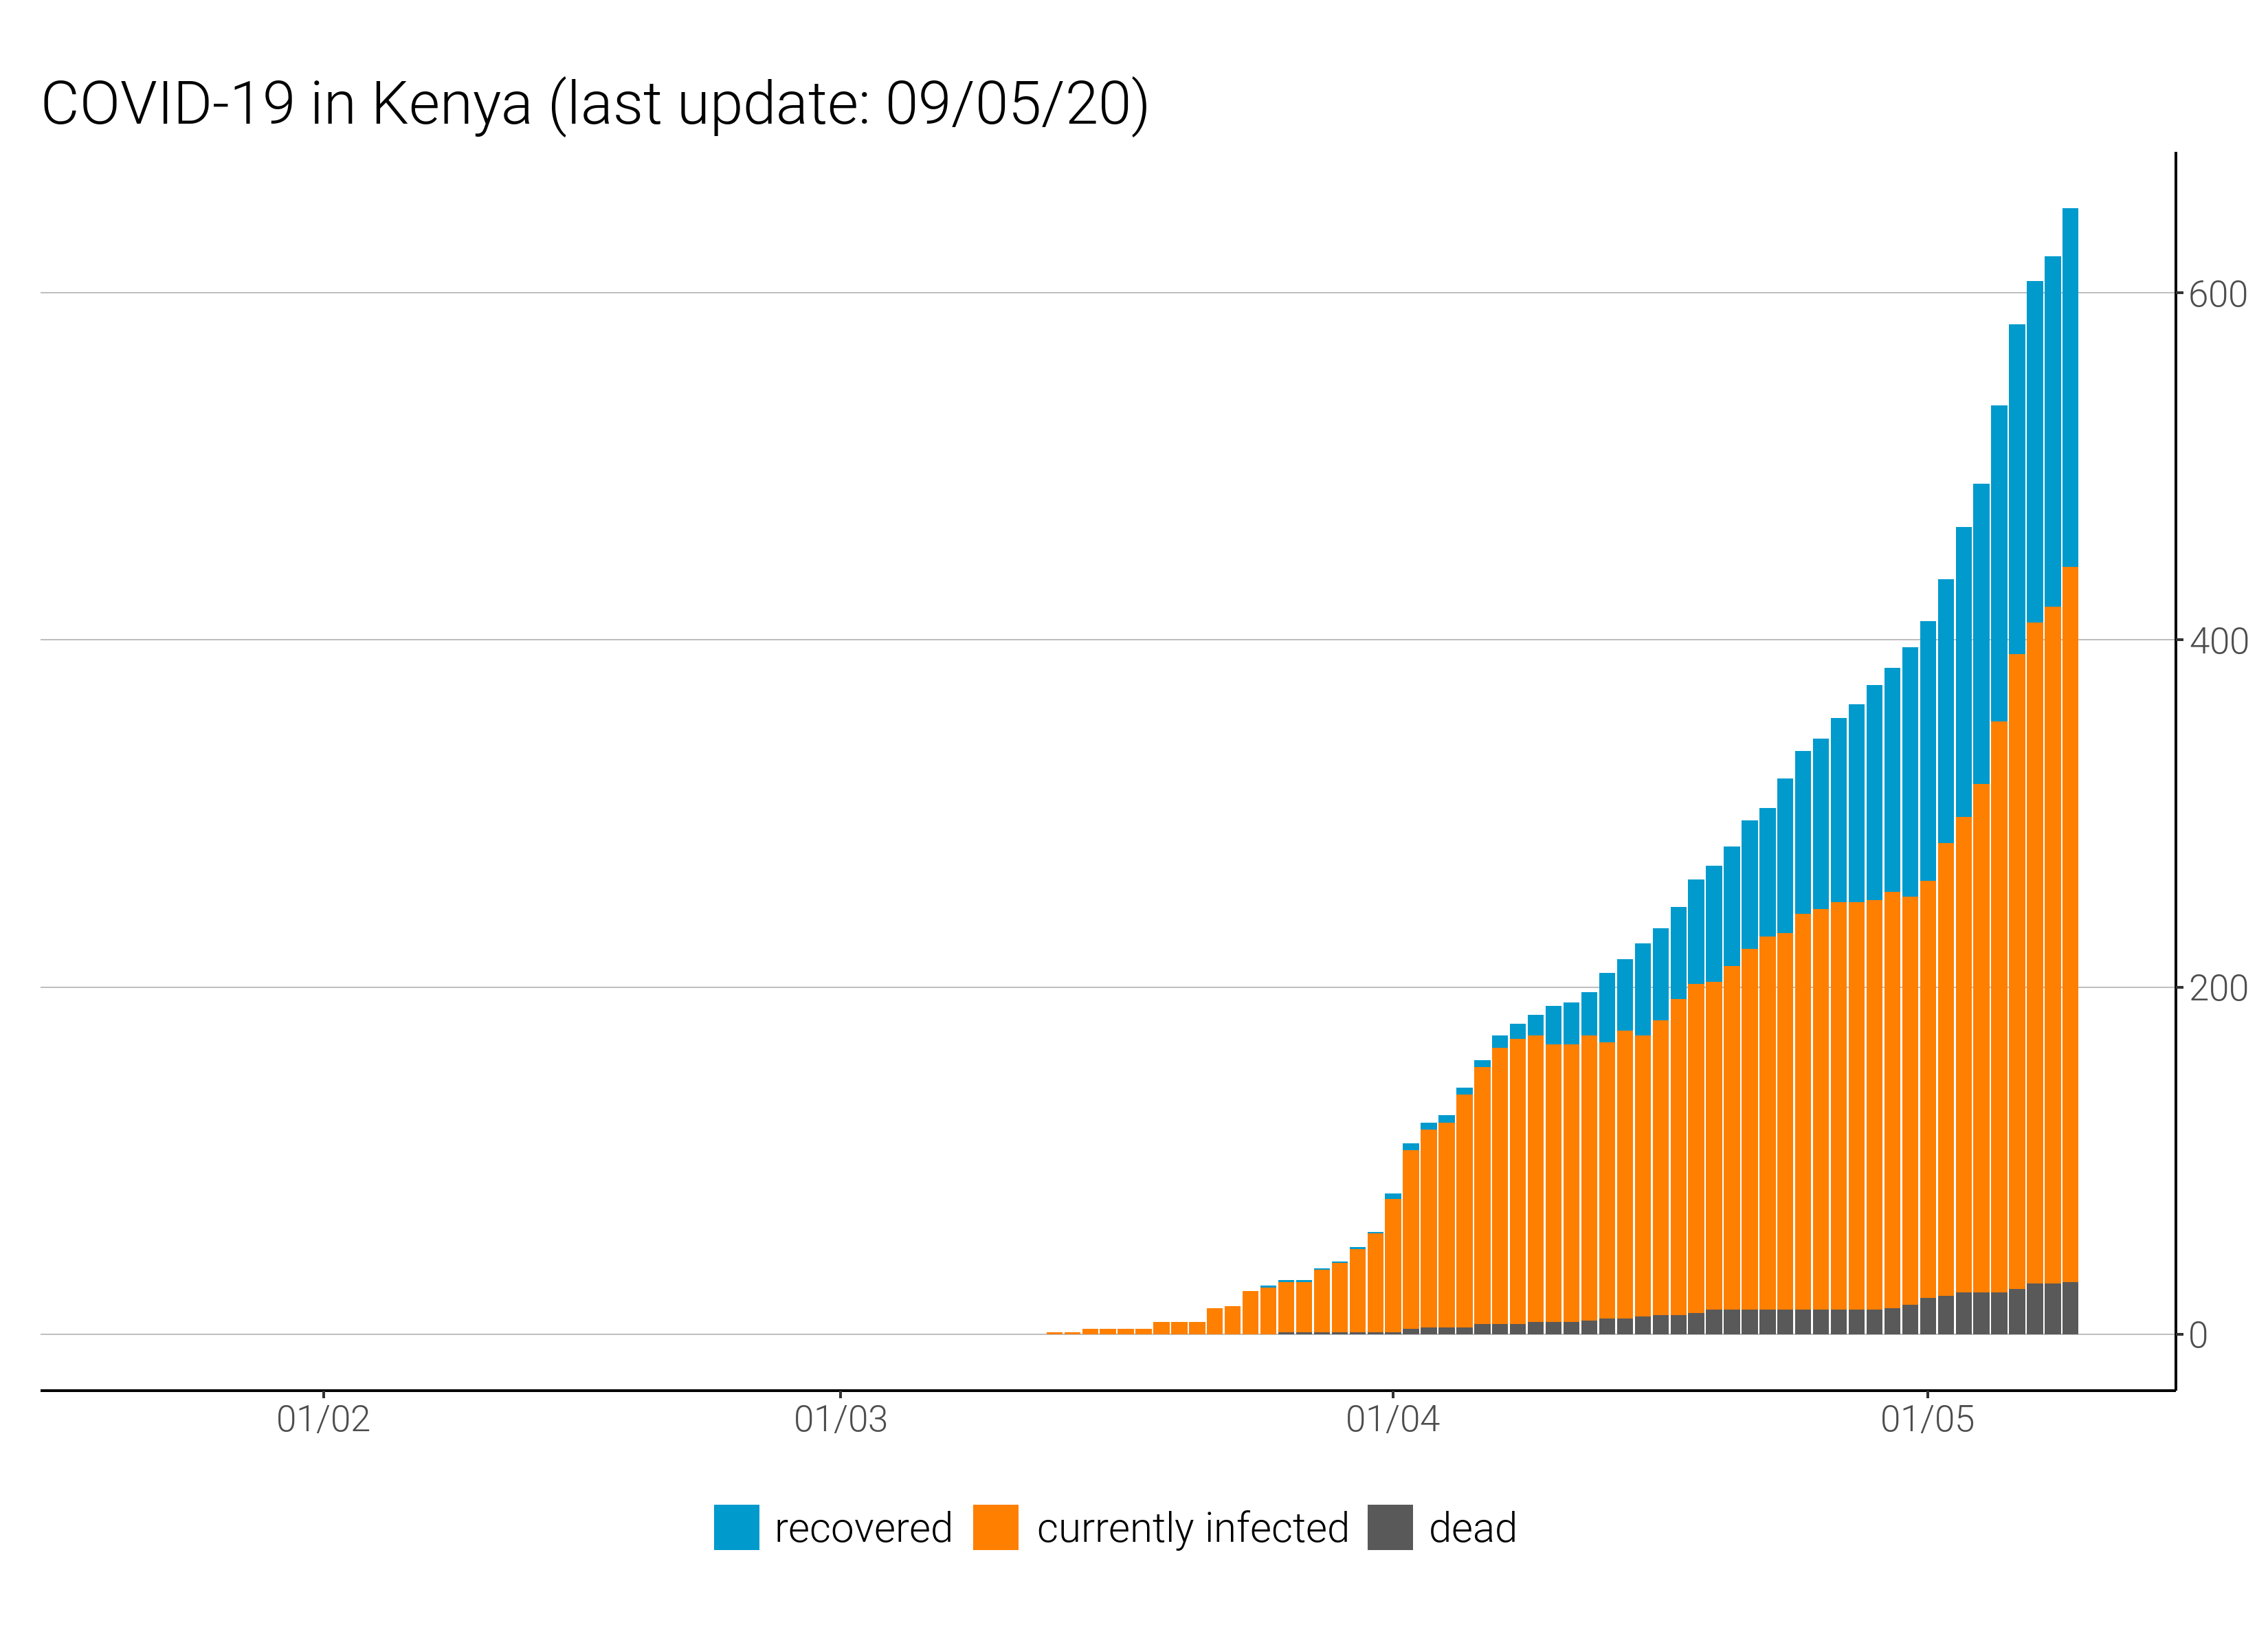 COVID-19 in Kenya (last update: 09/05/20)
600
400
200
0
01/02 01/03 01/04 01/05
recovered currently infected dead